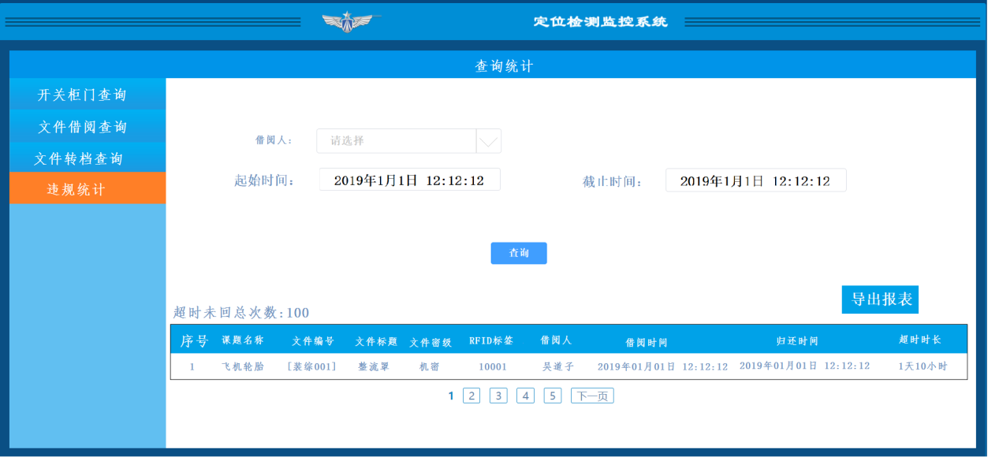 定位检测监控系统
查询统计
开关柜门查询
文件借阅查询
文件转档查询
违规统计
借阅人： 请选择
起始时间： 2019年1月1日 12:12:12 截止时间： 2019年1月1日 12:12:12
查询
导出报表
超时未回总次数:100
序号 课题名称 文件编号 文件标题 文件密级 RFID标签 借阅人 借阅时间 归还时间 超时时长
1 飞机轮胎 [装综001] 整流罩 机密 10001 吴道子 2019年01月01日 12:12:12 2019年01月01日 12:12:12 1天10小时
1 2 3 4 5 下一页